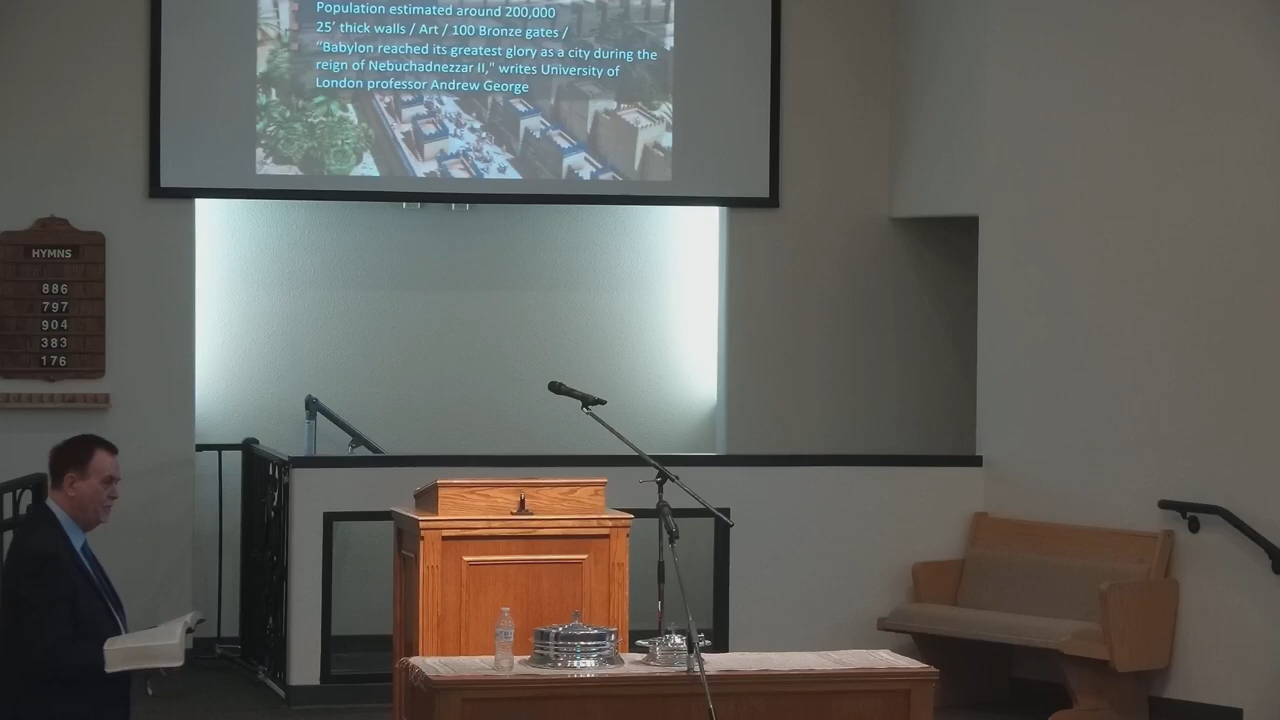 Population estimated around 200,000
25' thick walls / Art / 100 Bronze gates /
"Babylon reached its greatest glory as a city during the
reign of Nebuchadnezzar II," writes University of
London professor Andrew George
HYMNS
886
797
904
383
176